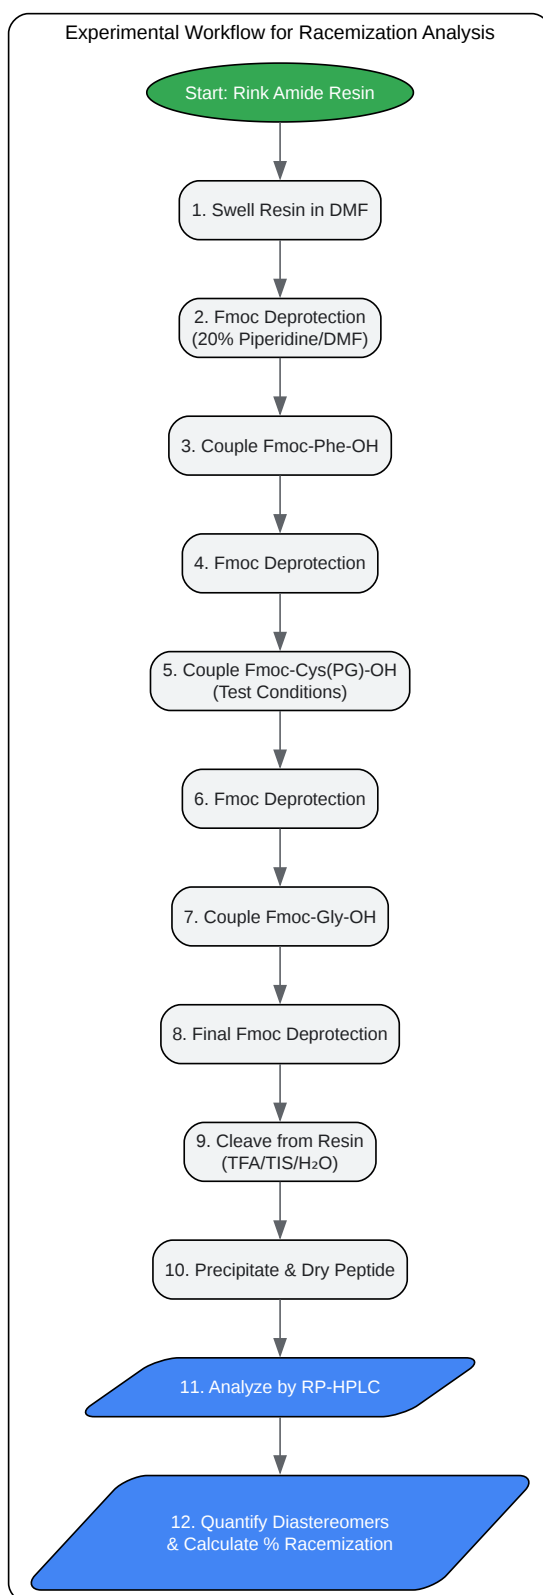 Experimental Workflow for Racemization Analysis
Start: Rink Amide Resin
1. Swell Resin in DMF
2. Fmoc Deprotection
(20% Piperidine/DMF)
3. Couple Fmoc-Phe-OH
4. Fmoc Deprotection
5. Couple Fmoc-Cys(PG)-OH
(Test Conditions)
6. Fmoc Deprotection
7. Couple Fmoc-Gly-OH
8. Final Fmoc Deprotection
9. Cleave from Resin
(TFA/TIS/H₂O)
10. Precipitate & Dry Peptide
11. Analyze by RP-HPLC
12. Quantify Diastereomers
& Calculate % Racemization